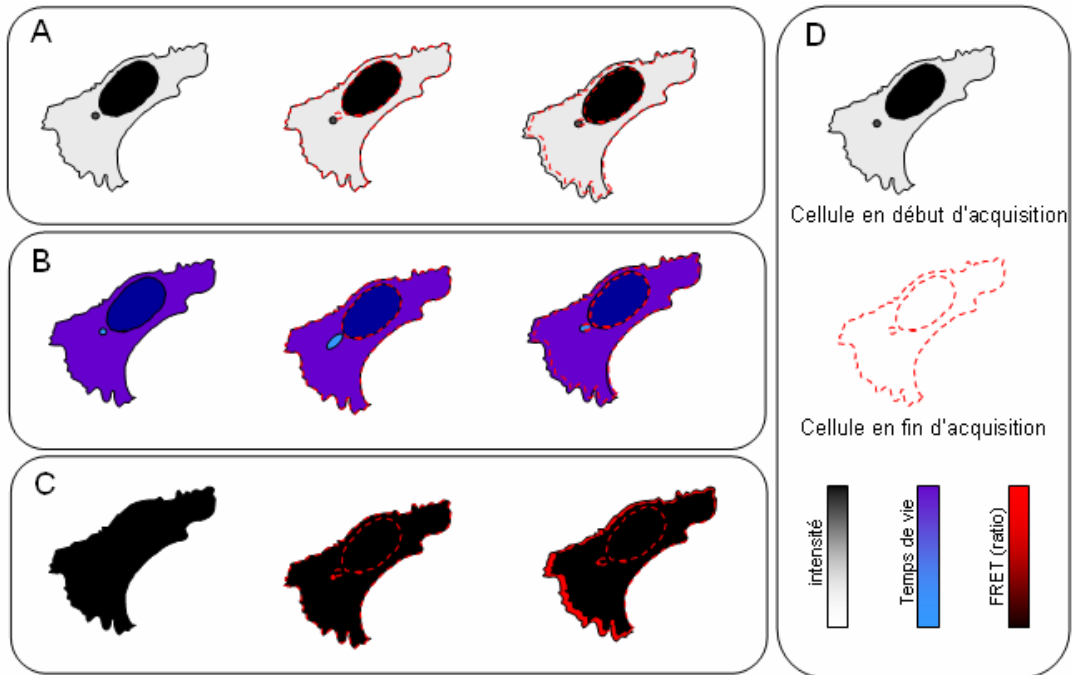 A
B
C
D
Cellule en début d'acquisition
Cellule en fin d'acquisition
intensité
Temps de vie
FRET (ratio)